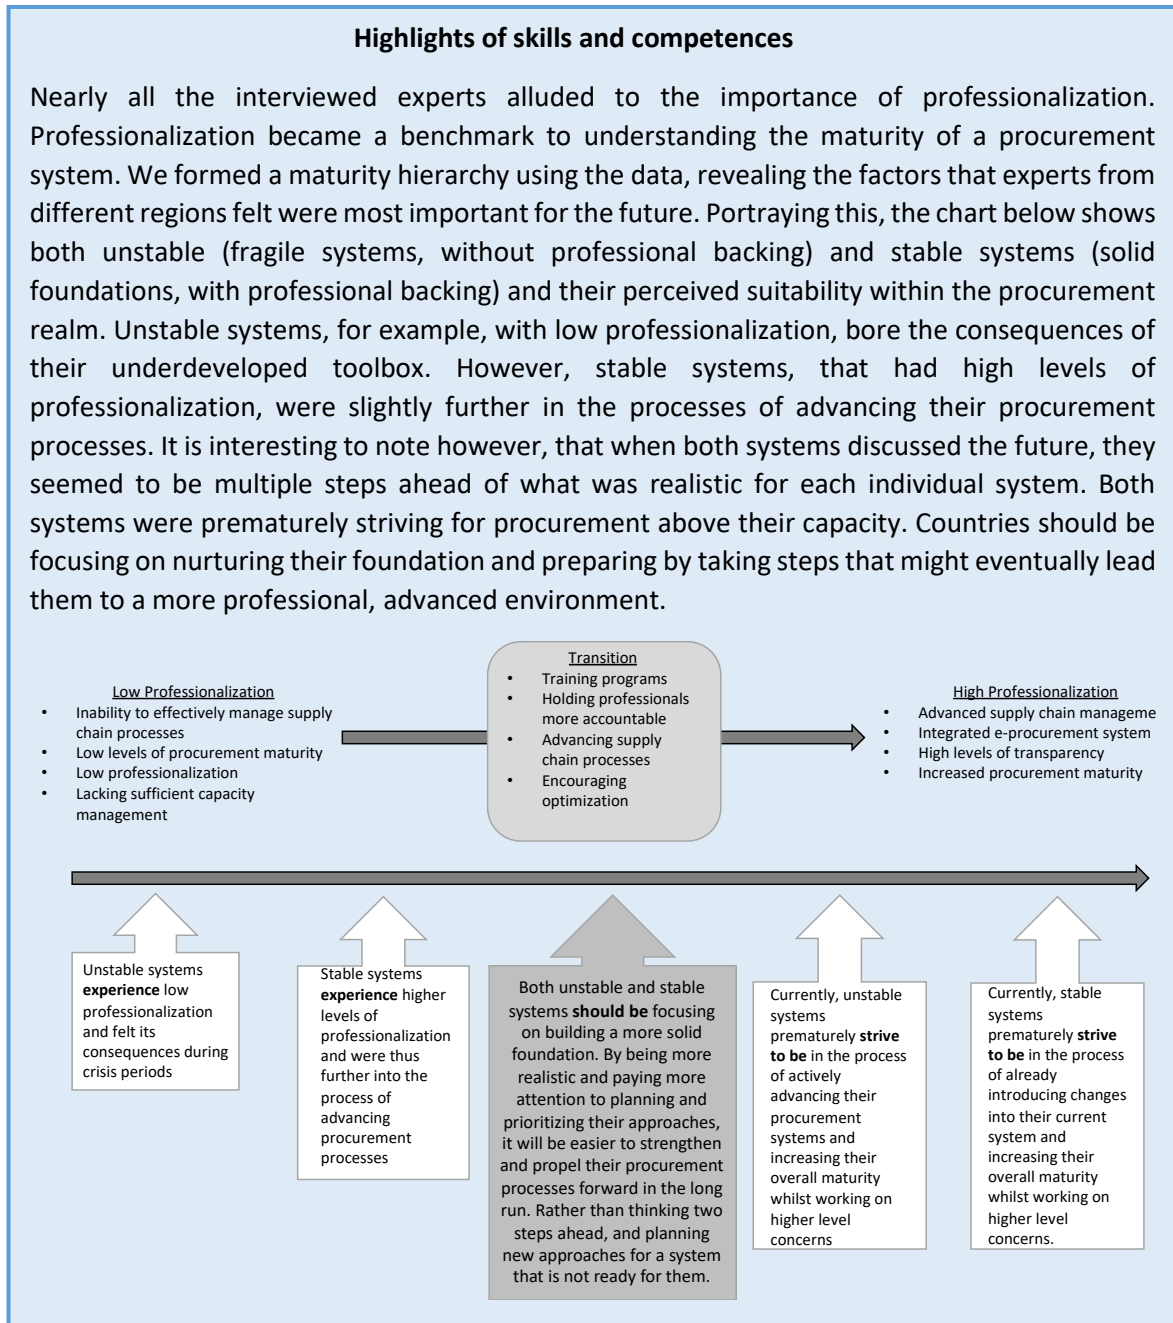 Highlights of skills and competences
Nearly all the interviewed experts alluded to the importance of professionalization.
Professionalization became a benchmark to understanding the maturity of a procurement
system. We formed a maturity hierarchy using the data, revealing the factors that experts from
different regions felt were most important for the future. Portraying this, the chart below shows
both unstable (fragile systems, without professional backing) and stable systems (solid
foundations, with professional backing) and their perceived suitability within the procurement
realm. Unstable systems, for example, with low professionalization, bore the consequences of
their underdeveloped toolbox. However, stable systems, that had high levels of
professionalization, were slightly further in the processes of advancing their procurement
processes. It is interesting to note however, that when both systems discussed the future, they
seemed to be multiple steps ahead of what was realistic for each individual system. Both
systems were prematurely striving for procurement above their capacity. Countries should be
focusing on nurturing their foundation and preparing by taking steps that might eventually lead
them to a more professional, advanced environment.
Low Professionalization
• Inability to effectively manage supply
chain processes
• Low levels of procurement maturity
• Low professionalization
• Lacking sufficient capacity
management
Transition
• Training programs
• Holding professionals
more accountable
• Advancing supply
chain processes
• Encouraging
optimization
High Professionalization
• Advanced supply chain manageme
• Integrated e-procurement system
• High levels of transparency
• Increased procurement maturity
Unstable systems
experience low
professionalization
and felt its
consequences during
crisis periods
Stable systems
experience higher
levels of
professionalization
and were thus
further into the
process of
advancing
procurement
processes
Both unstable and stable
systems should be focusing
on building a more solid
foundation. By being more
realistic and paying more
attention to planning and
prioritizing their approaches,
it will be easier to strengthen
and propel their procurement
processes forward in the long
run. Rather than thinking two
steps ahead, and planning
new approaches for a system
that is not ready for them.
Currently, unstable
systems
prematurely strive
to be in the process
of actively
advancing their
procurement
systems and
increasing their
overall maturity
whilst working on
higher level
concerns
Currently, stable
systems
prematurely strive
to be in the process
of already
introducing changes
into their current
system and
increasing their
overall maturity
whilst working on
higher level
concerns.